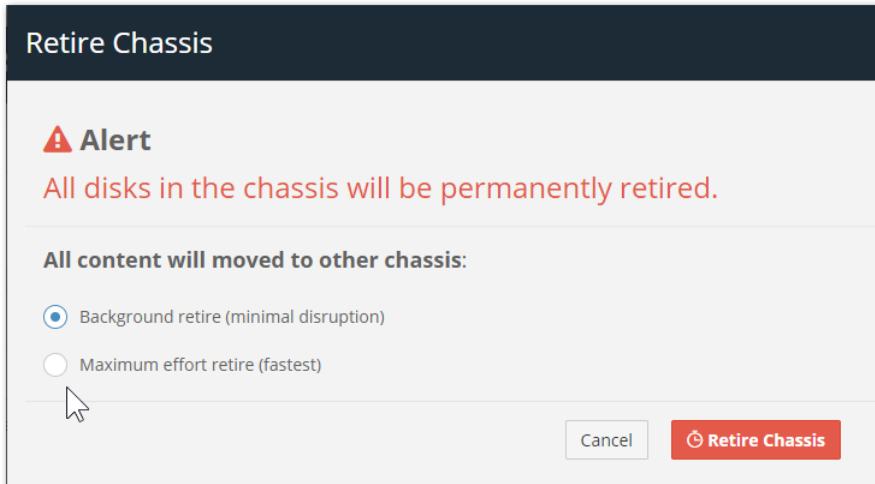 Retire Chassis
Alert
All disks in the chassis will be permanently retired.
All content will moved to other chassis:
Background retire (minimal disruption)
Maximum effort retire (fastest)
Cancel
Retire Chassis